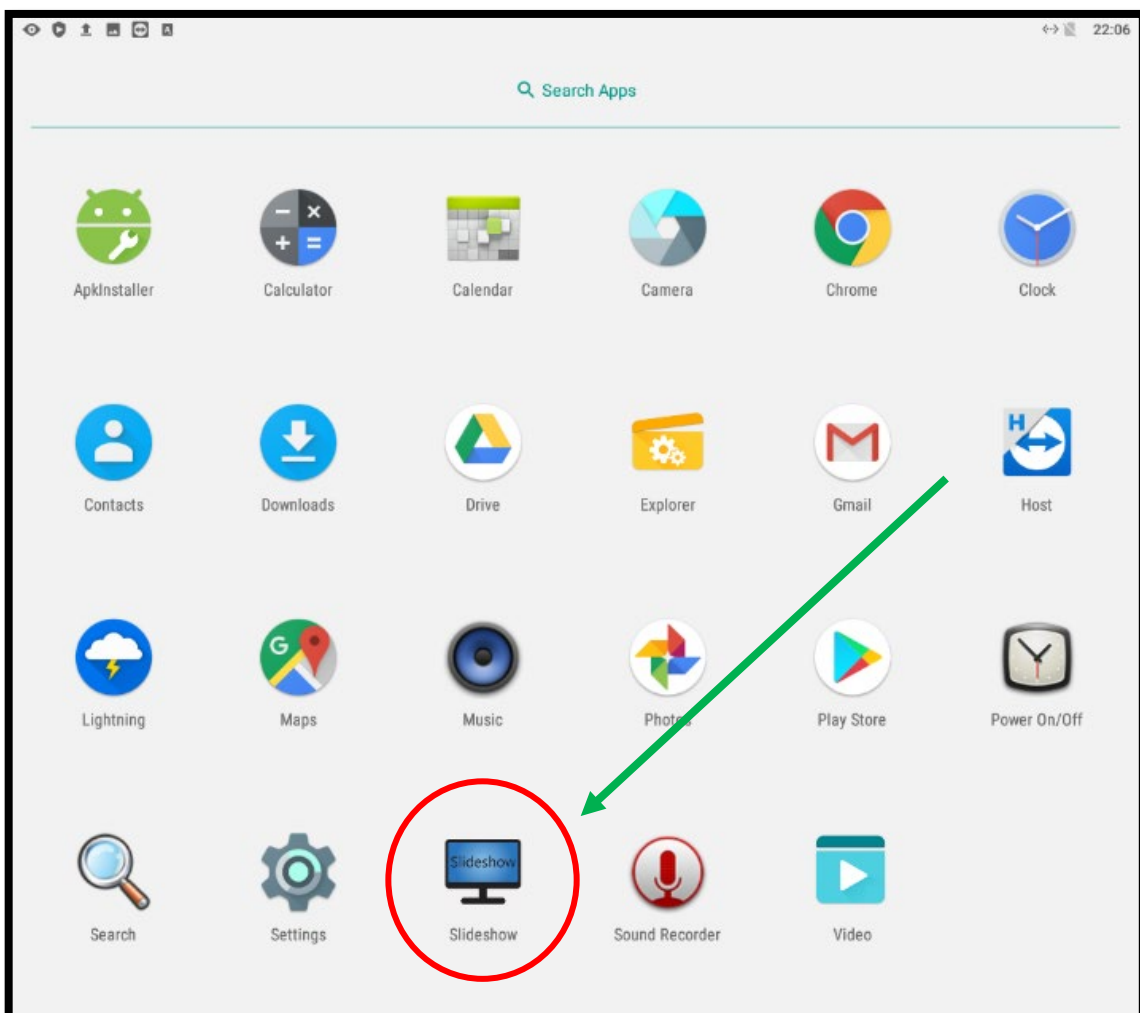 22:06
Search Apps
ApkInstaller Calculator Calendar Camera Chrome Clock
H
Contacts Downloads Drive Explorer Gmail Host
G
Lightning Maps Music Photos Play Store Power On/Off
Slideshow
Search Settings Slideshow Sound Recorder Video